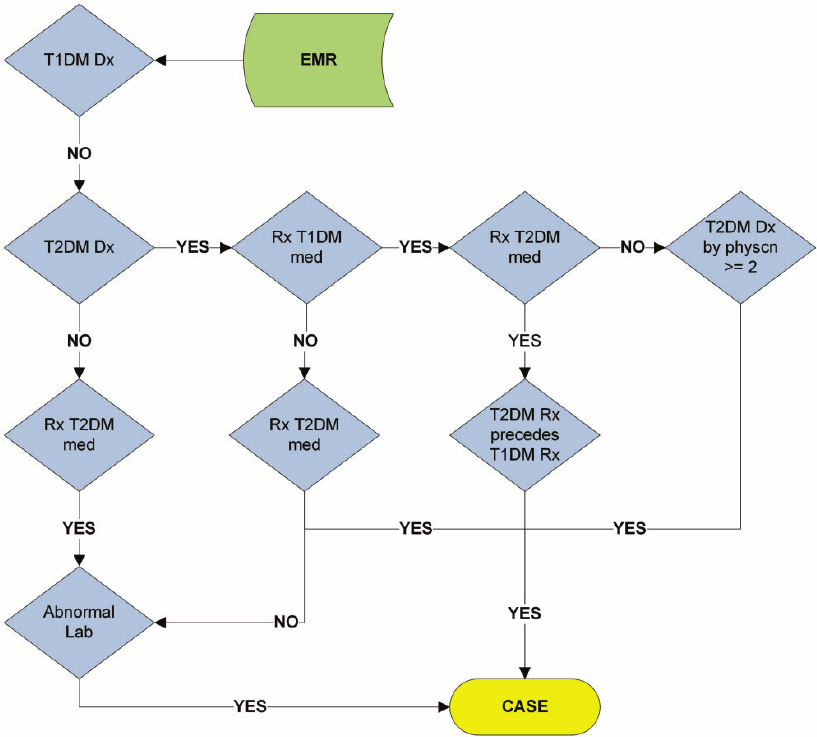 T1DM Dx
EMR
NO
T2DM Dx
YES
Rx T1DM
med
YES
Rx T2DM
med
NO
T2DM Dx
by physcn
>= 2
NO
NO
YES
Rx T2DM
med
Rx T2DM
med
T2DM Rx
precedes
T1DM Rx
YES
YES
YES
Abnormal
Lab
NO
YES
YES
CASE